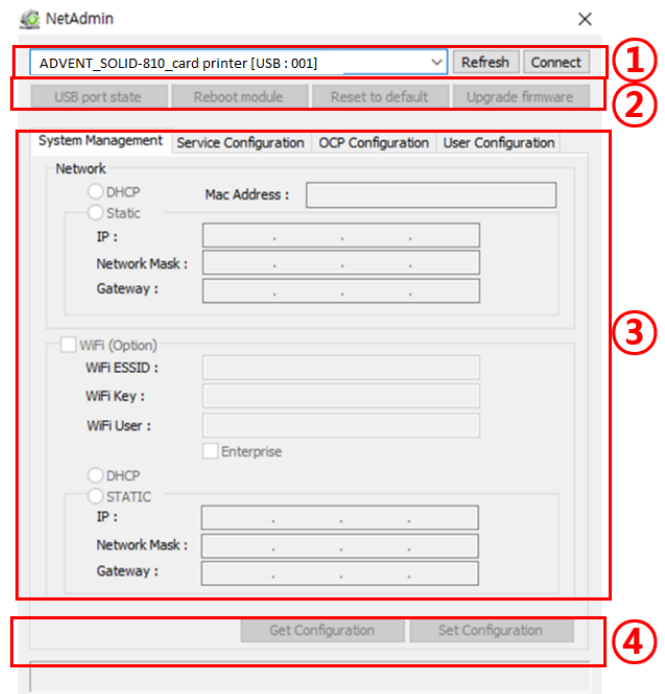 NetAdmin
ADVENT_SOLID-810_card printer [USB : 001] Refresh Connect ①
USB port state Reboot module Reset to default Upgrade firmware ②
System Management Service Configuration OCP Configuration User Configuration
Network
DHCP Mac Address :
Static
IP : . . .
Network Mask : . . .
Gateway : . . .
③
WiFi (Option)
WiFi ESSID :
WiFi Key :
WiFi User :
Enterprise
DHCP
STATIC
IP : . . .
Network Mask : . . .
Gateway : . . .
Get Configuration Set Configuration ④